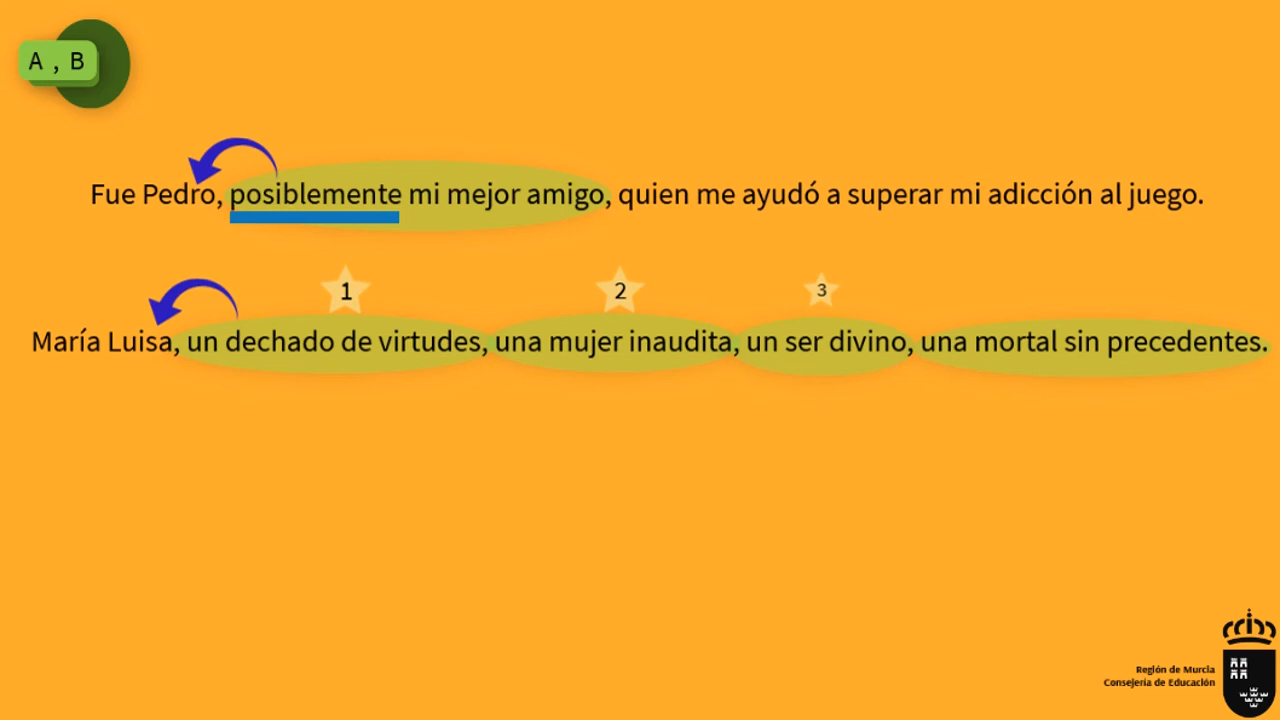 A , B
Fue Pedro, posiblemente mi mejor amigo, quien me ayudó a superar mi adicción al juego.
1 2 3
María Luisa, un dechado de virtudes, una mujer inaudita, un ser divino, una mortal sin precedentes.
Región de Murcia
Consejería de Educación